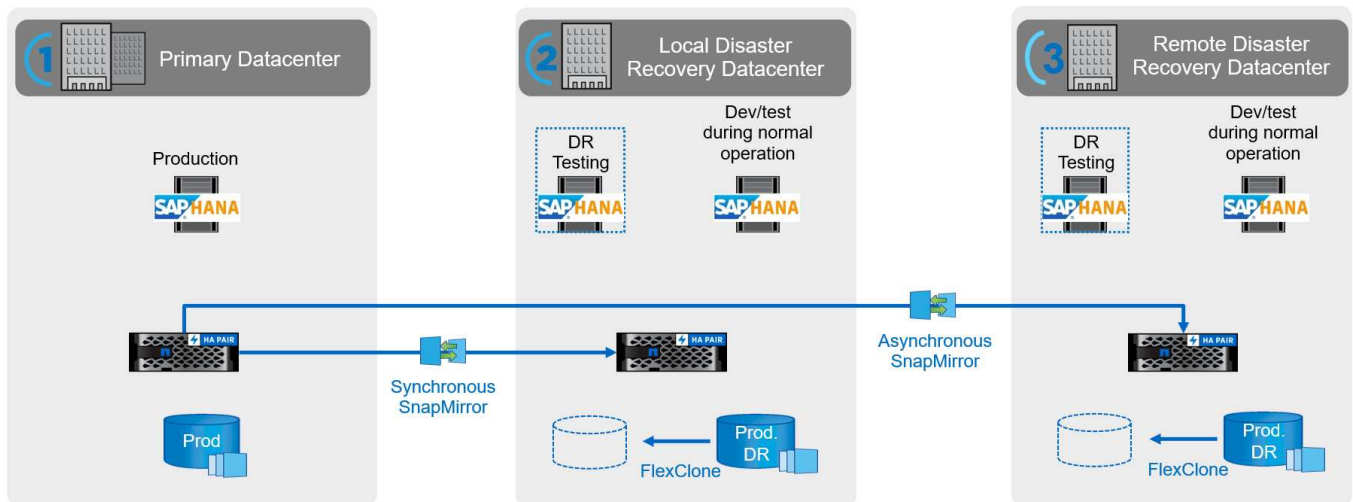 1
Primary Datacenter
Production
SAP HANA
HA PAIR
Prod
Synchronous
SnapMirror
2
Local Disaster
Recovery Datacenter
DR
Testing
SAP HANA
Dev/test
during normal
operation
SAP HANA
HA PAIR
FlexClone
Prod.
DR
Asynchronous
SnapMirror
3
Remote Disaster
Recovery Datacenter
DR
Testing
SAP HANA
Dev/test
during normal
operation
SAP HANA
HA PAIR
FlexClone
Prod.
DR